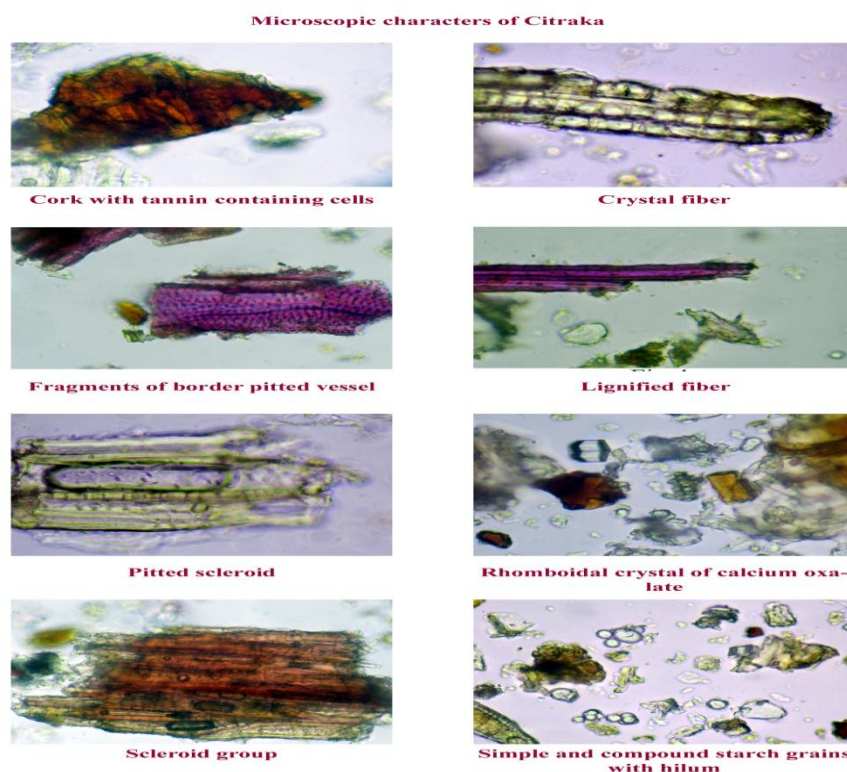 Microscopic characters of Citraka
Cork with tannin containing cells
Crystal fiber
Fragments of border pitted vessel
Lignified fiber
Pitted scleroid
Rhomboidal crystal of calcium oxa-
late
Scleroid group
Simple and compound starch grains
with hilum